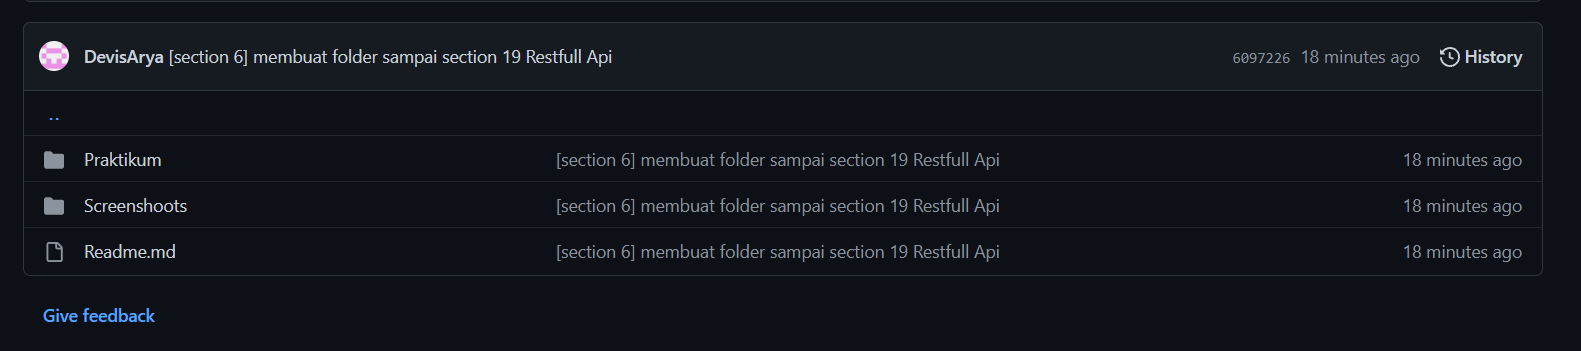 DevisArya [section 6] membuat folder sampai section 19 Restfull Api 6097226 18 minutes ago History
..
Praktikum [section 6] membuat folder sampai section 19 Restfull Api 18 minutes ago
Screenshoots [section 6] membuat folder sampai section 19 Restfull Api 18 minutes ago
Readme.md [section 6] membuat folder sampai section 19 Restfull Api 18 minutes ago
Give feedback